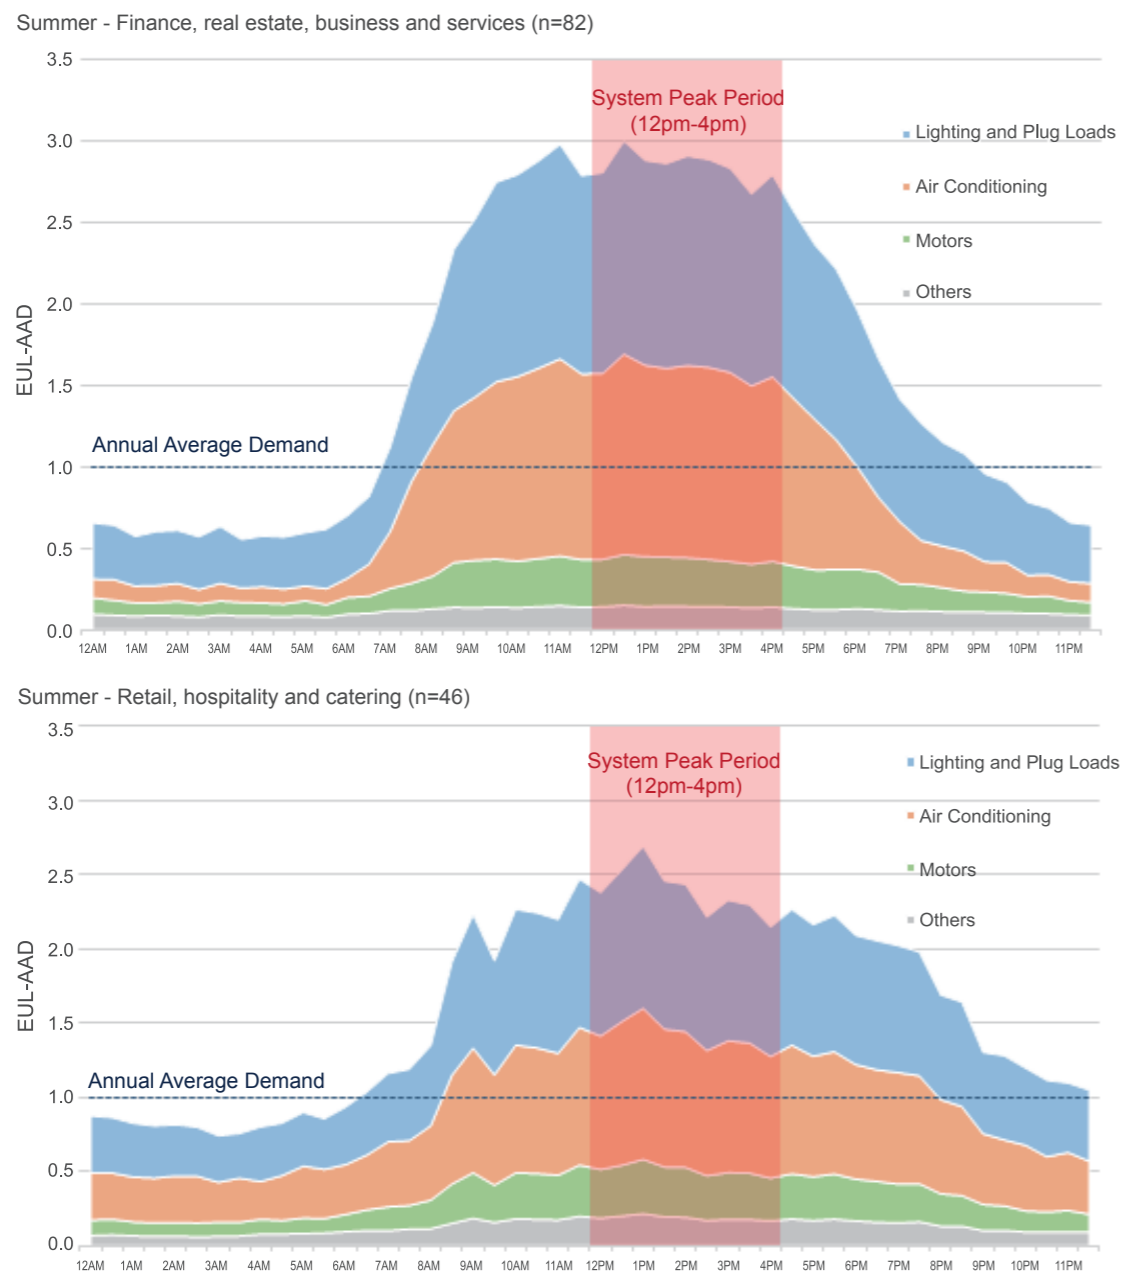 Summer - Finance, real estate, business and services (n=82)
3.5
3.0
2.5
2.0
1.5
1.0
0.5
0.0
EUL-AAD
System Peak Period
(12pm-4pm)
Lighting and Plug Loads
Air Conditioning
Motors
Others
Annual Average Demand
12AM 1AM 2AM 3AM 4AM 5AM 6AM 7AM 8AM 9AM 10AM 11AM 12PM 1PM 2PM 3PM 4PM 5PM 6PM 7PM 8PM 9PM 10PM 11PM
Summer - Retail, hospitality and catering (n=46)
3.5
3.0
2.5
2.0
1.5
1.0
0.5
0.0
EUL-AAD
System Peak Period
(12pm-4pm)
Lighting and Plug Loads
Air Conditioning
Motors
Others
Annual Average Demand
12AM 1AM 2AM 3AM 4AM 5AM 6AM 7AM 8AM 9AM 10AM 11AM 12PM 1PM 2PM 3PM 4PM 5PM 6PM 7PM 8PM 9PM 10PM 11PM